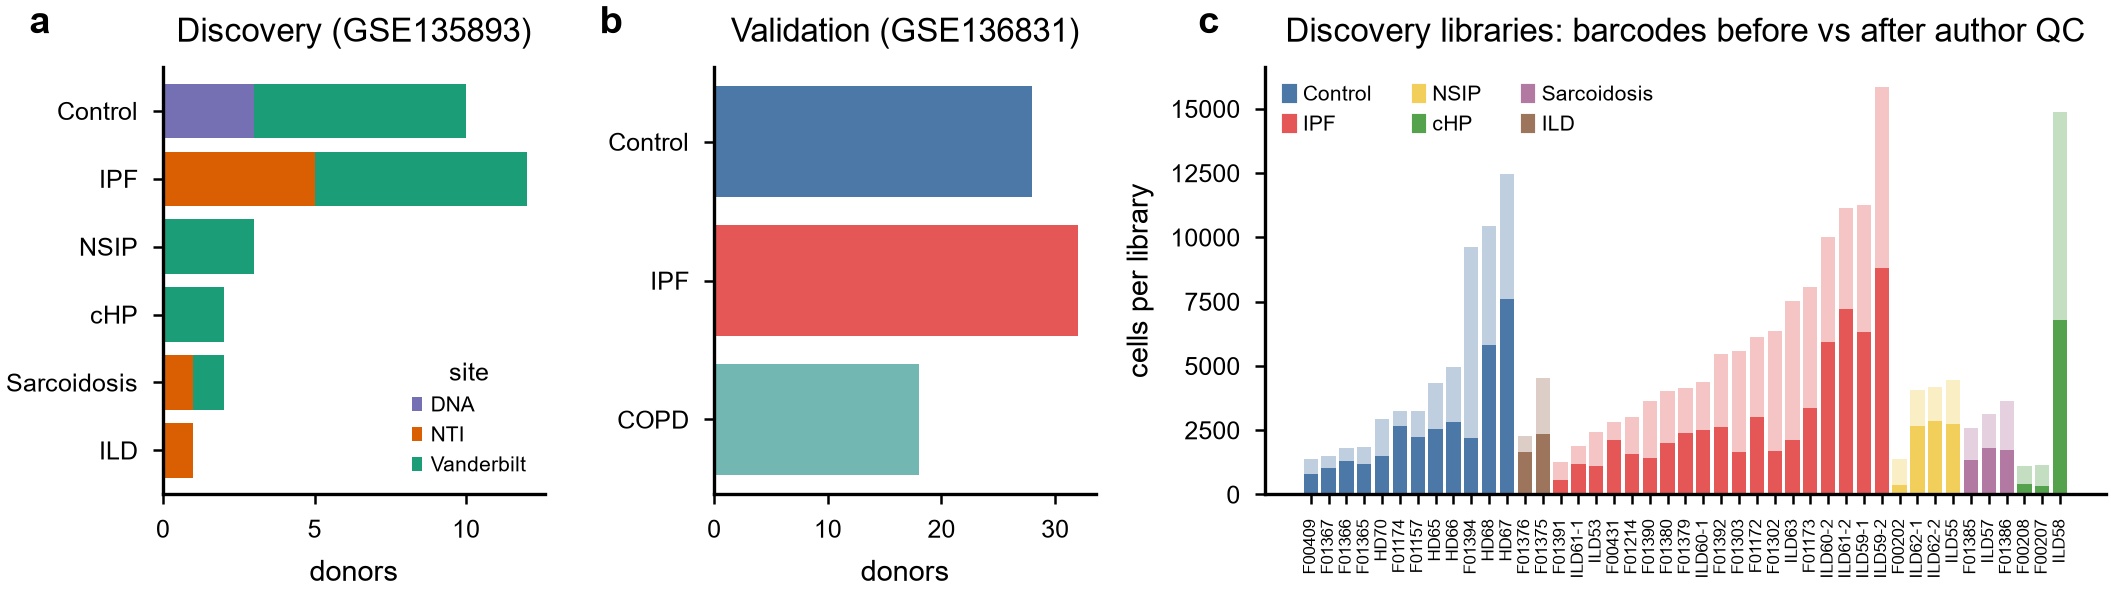 a
Discovery (GSE135893)
Control
IPF
NSIP
cHP
Sarcoidosis
ILD
site
DNA
NTI
Vanderbilt
0 5 10
donors
b
Validation (GSE136831)
Control
IPF
COPD
0 10 20 30
donors
c
Discovery libraries: barcodes before vs after author QC
cells per library
15000
12500
10000
7500
5000
2500
0
Control NSIP Sarcoidosis
IPF cHP ILD
F00409
F01367
F01366
F01365
HD70
F01174
F01157
HD65
HD66
F01394
HD68
HD67
F01376
F01375
F01391
ILD61-1
ILD53
F00431
F01214
F01390
F01380
F01379
ILD60-1
F01392
F01303
F01172
F01302
ILD63
F01173
ILD60-2
ILD61-2
ILD59-1
ILD59-2
F00202
ILD62-1
ILD62-2
ILD55
F01385
ILD57
F01386
F00208
F00207
ILD58